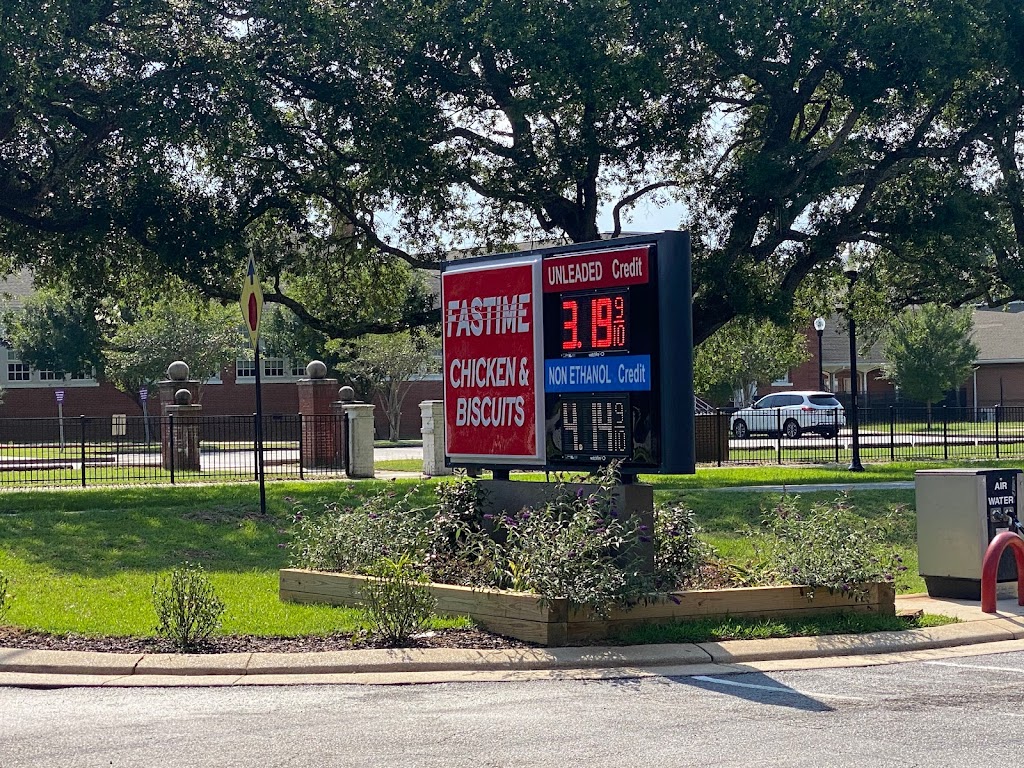 FASTIME
CHICKEN &
BISCUITS
UNLEADED Credit
3.19 9/10
NON ETHANOL Credit
4.14 9/10
AIR
WATER